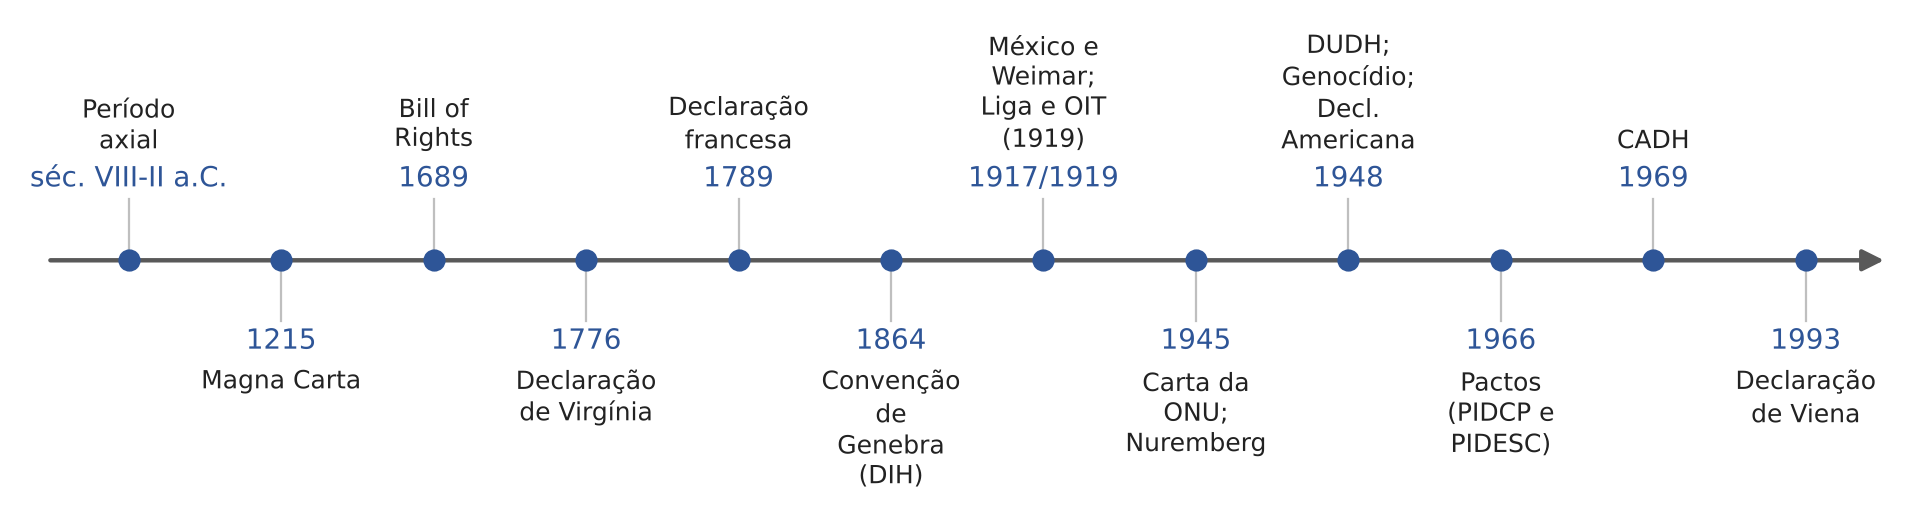 Período
axial
séc. VIII-II a.C.
1215
Magna Carta
Bill of
Rights
1689
1776
Declaração
de Virgínia
Declaração
francesa
1789
1864
Convenção
de
Genebra
(DIH)
México e
Weimar;
Liga e OIT
(1919)
1917/1919
1945
Carta da
ONU;
Nuremberg
DUDH;
Genocídio;
Decl.
Americana
1948
1966
Pactos
(PIDCP e
PIDESC)
CADH
1969
1993
Declaração
de Viena